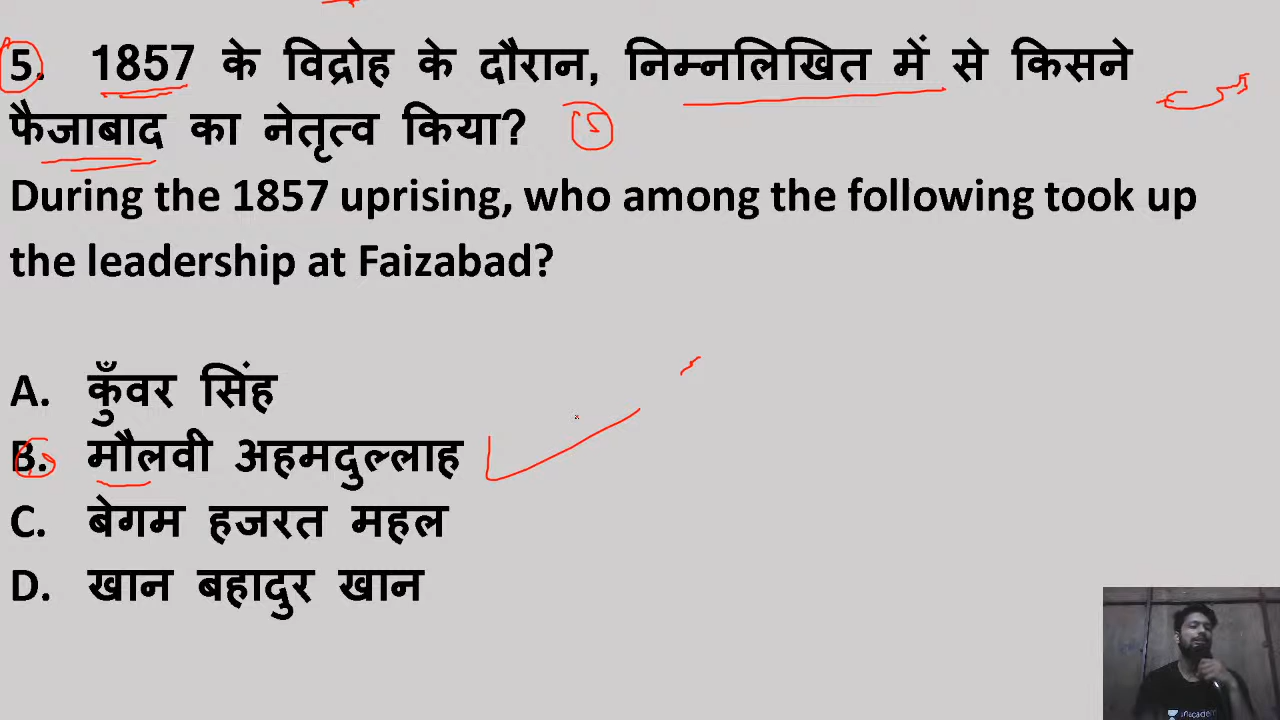 5. 1857 के विद्रोह के दौरान, निम्नलिखित में से किसने
फैजाबाद का नेतृत्व किया?
During the 1857 uprising, who among the following took up
the leadership at Faizabad?
A. कुँवर सिंह
B. मौलवी अहमदुल्लाह
C. बेगम हजरत महल
D. खान बहादुर खान
unacademy